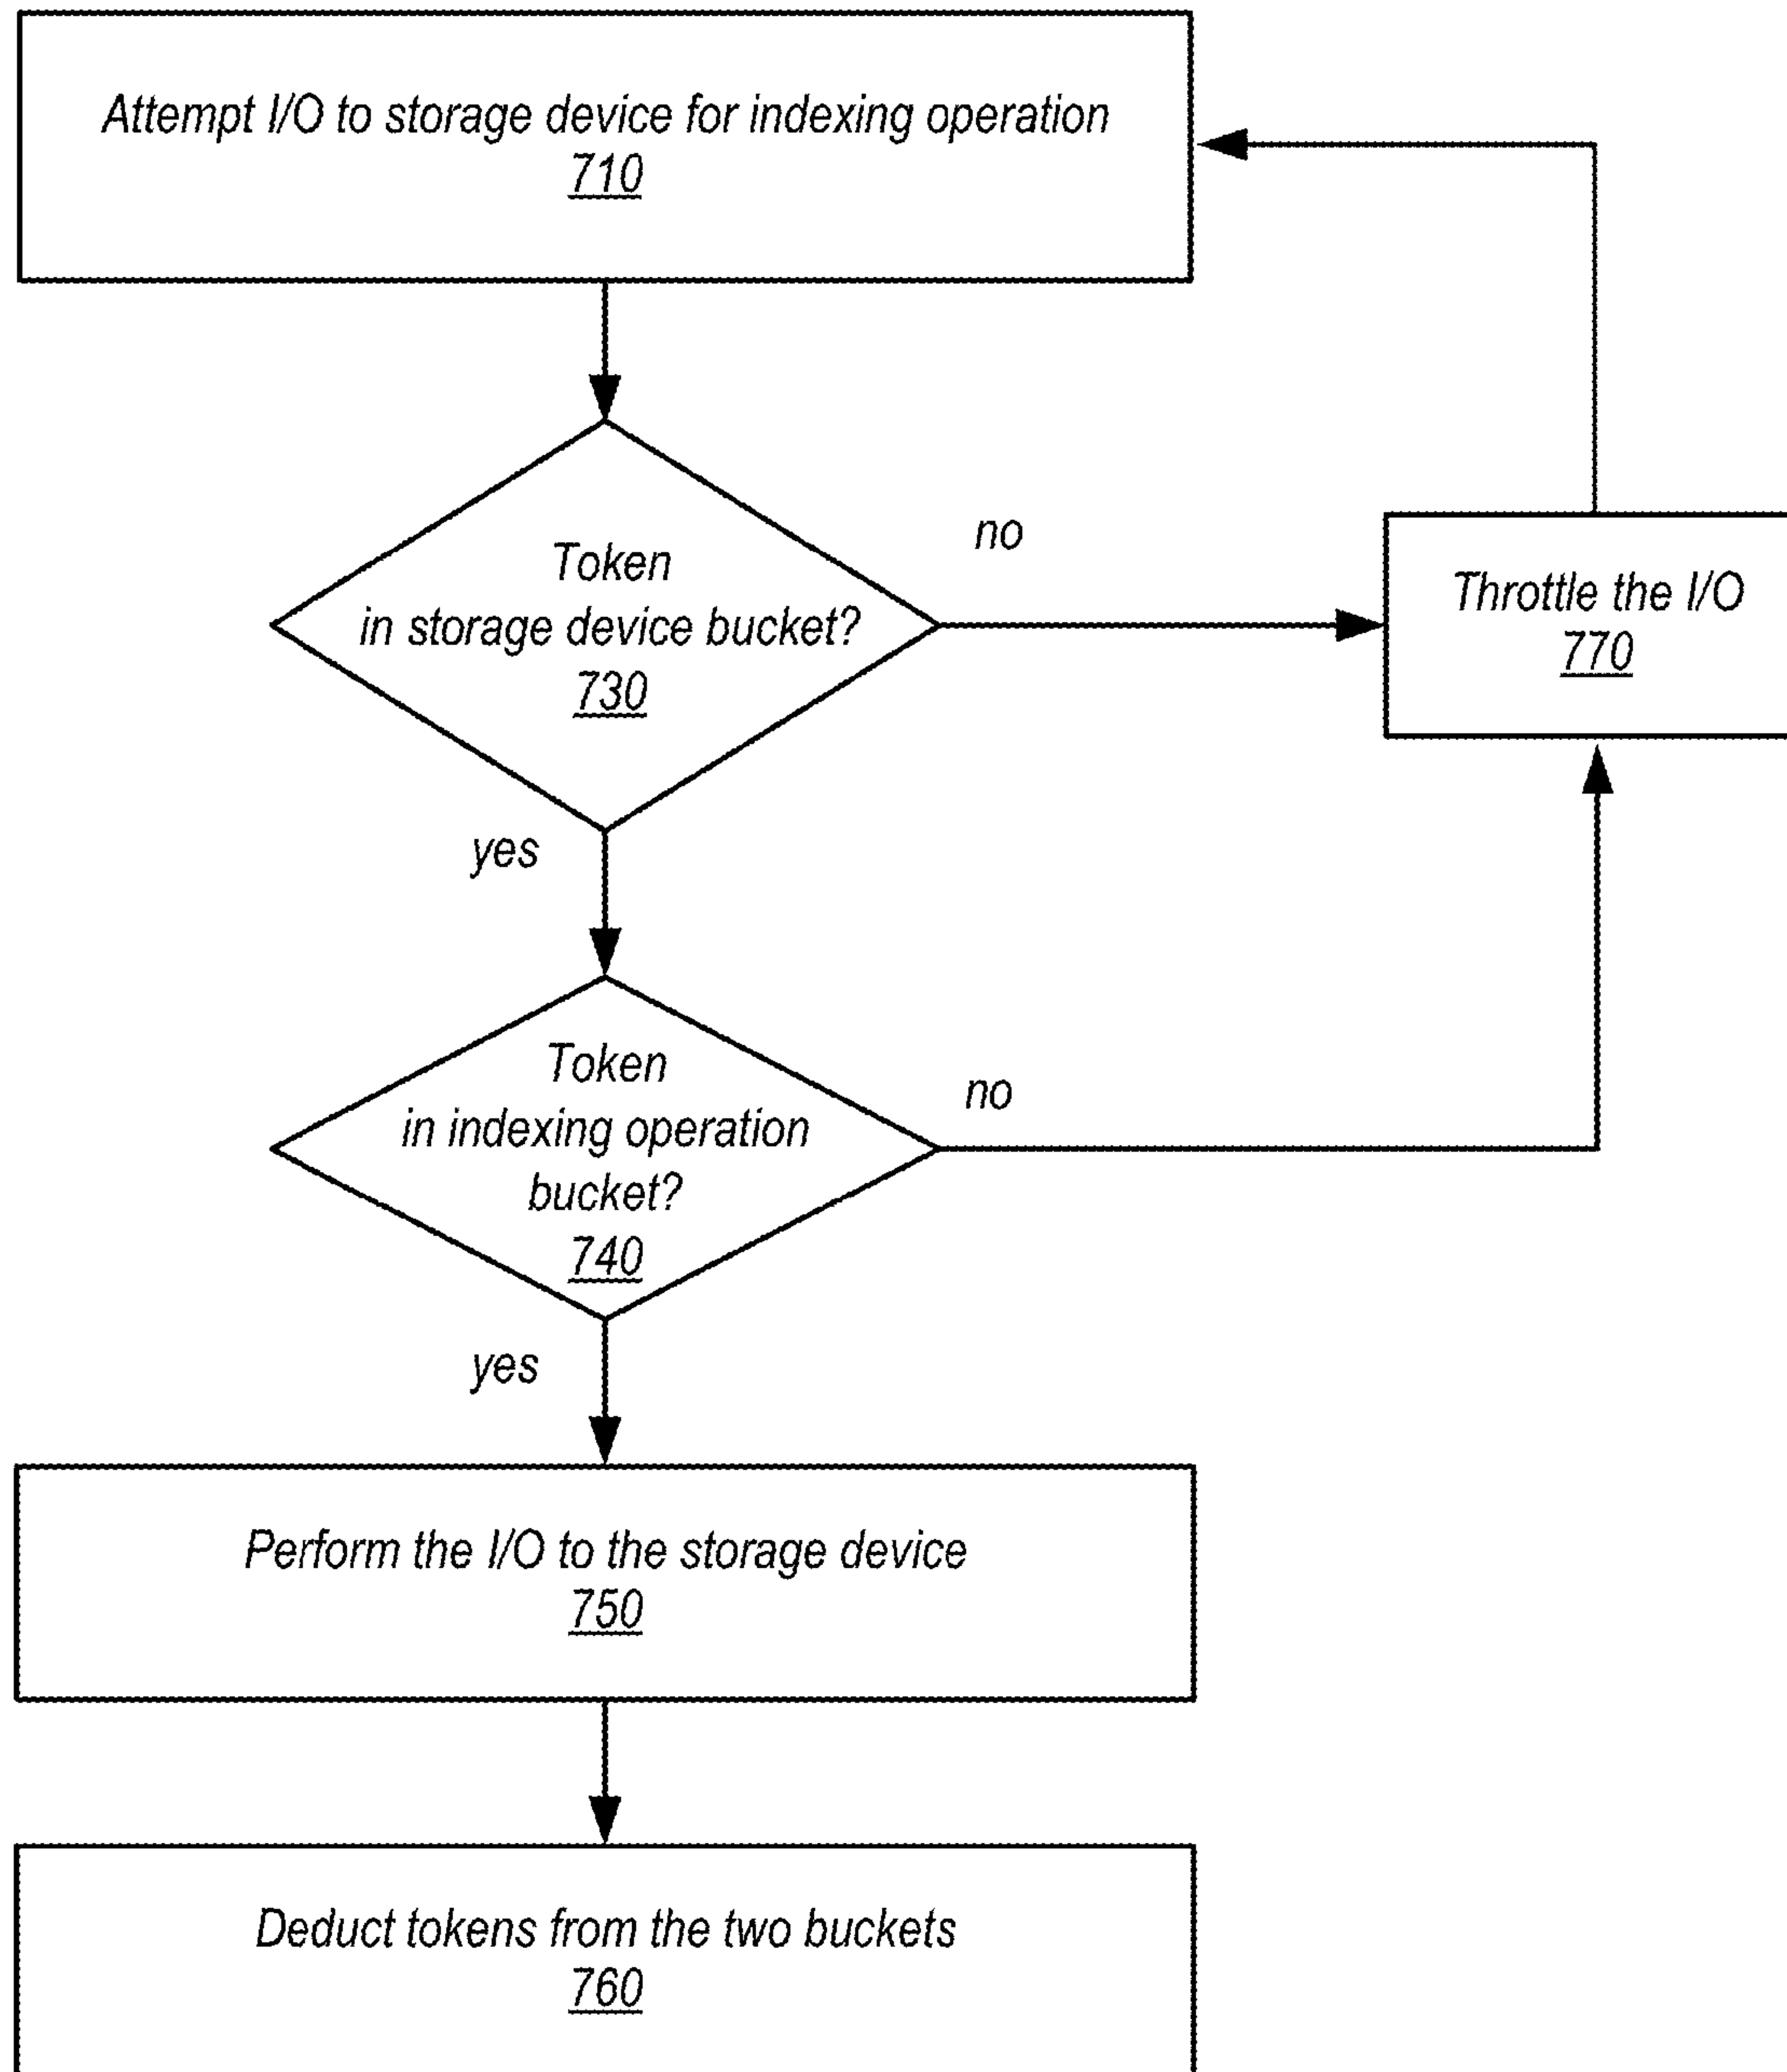 Attempt I/O to storage device for indexing operation
710
Token
in storage device bucket?
730
no
Throttle the I/O
770
yes
Token
in indexing operation
bucket?
740
no
yes
Perform the I/O to the storage device
750
Deduct tokens from the two buckets
760